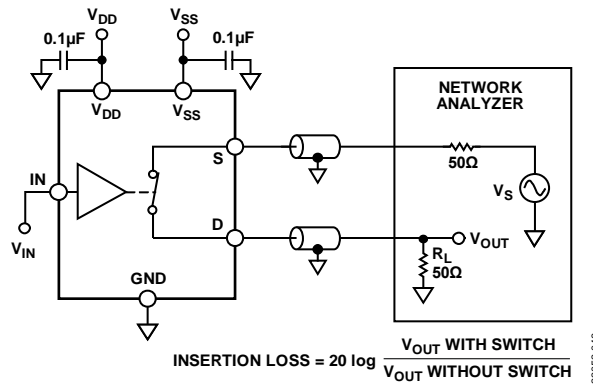 V_DD
V_SS
0.1µF
0.1µF
V_DD
V_SS
NETWORK
ANALYZER
S
50Ω
IN
V_S
D
V_OUT
V_IN
R_L
50Ω
GND
INSERTION LOSS = 20 log V_OUT WITH SWITCH
V_OUT WITHOUT SWITCH